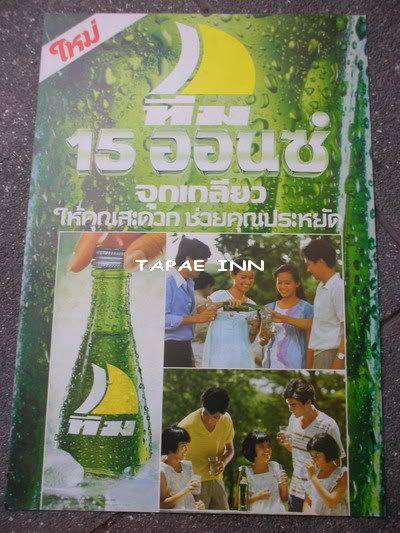 ใหม่
ทีม
15 ออนซ์
จุกเกลียว
ให้คุณสะดวก ช่วยคุณประหยัด
TAPAE INN
ทีม